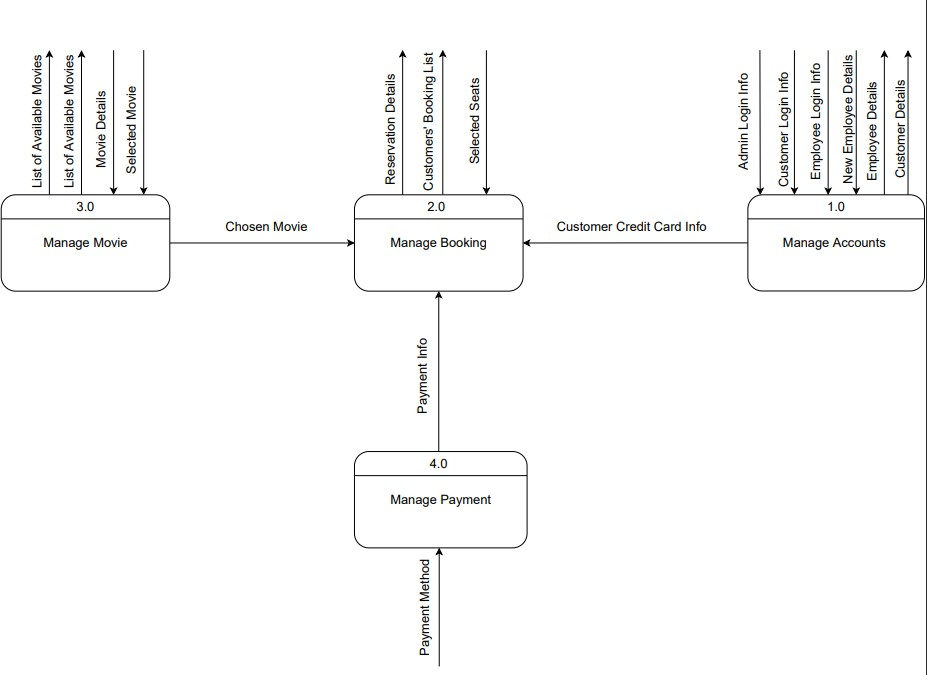 List of Available Movies
List of Available Movies
Movie Details
Selected Movie
Reservation Details
Customers' Booking List
Selected Seats
Admin Login Info
Customer Login Info
Employee Login Info
New Employee Details
Employee Details
Customer Details
3.0
Manage Movie
Chosen Movie
2.0
Manage Booking
Customer Credit Card Info
1.0
Manage Accounts
Payment Info
4.0
Manage Payment
Payment Method